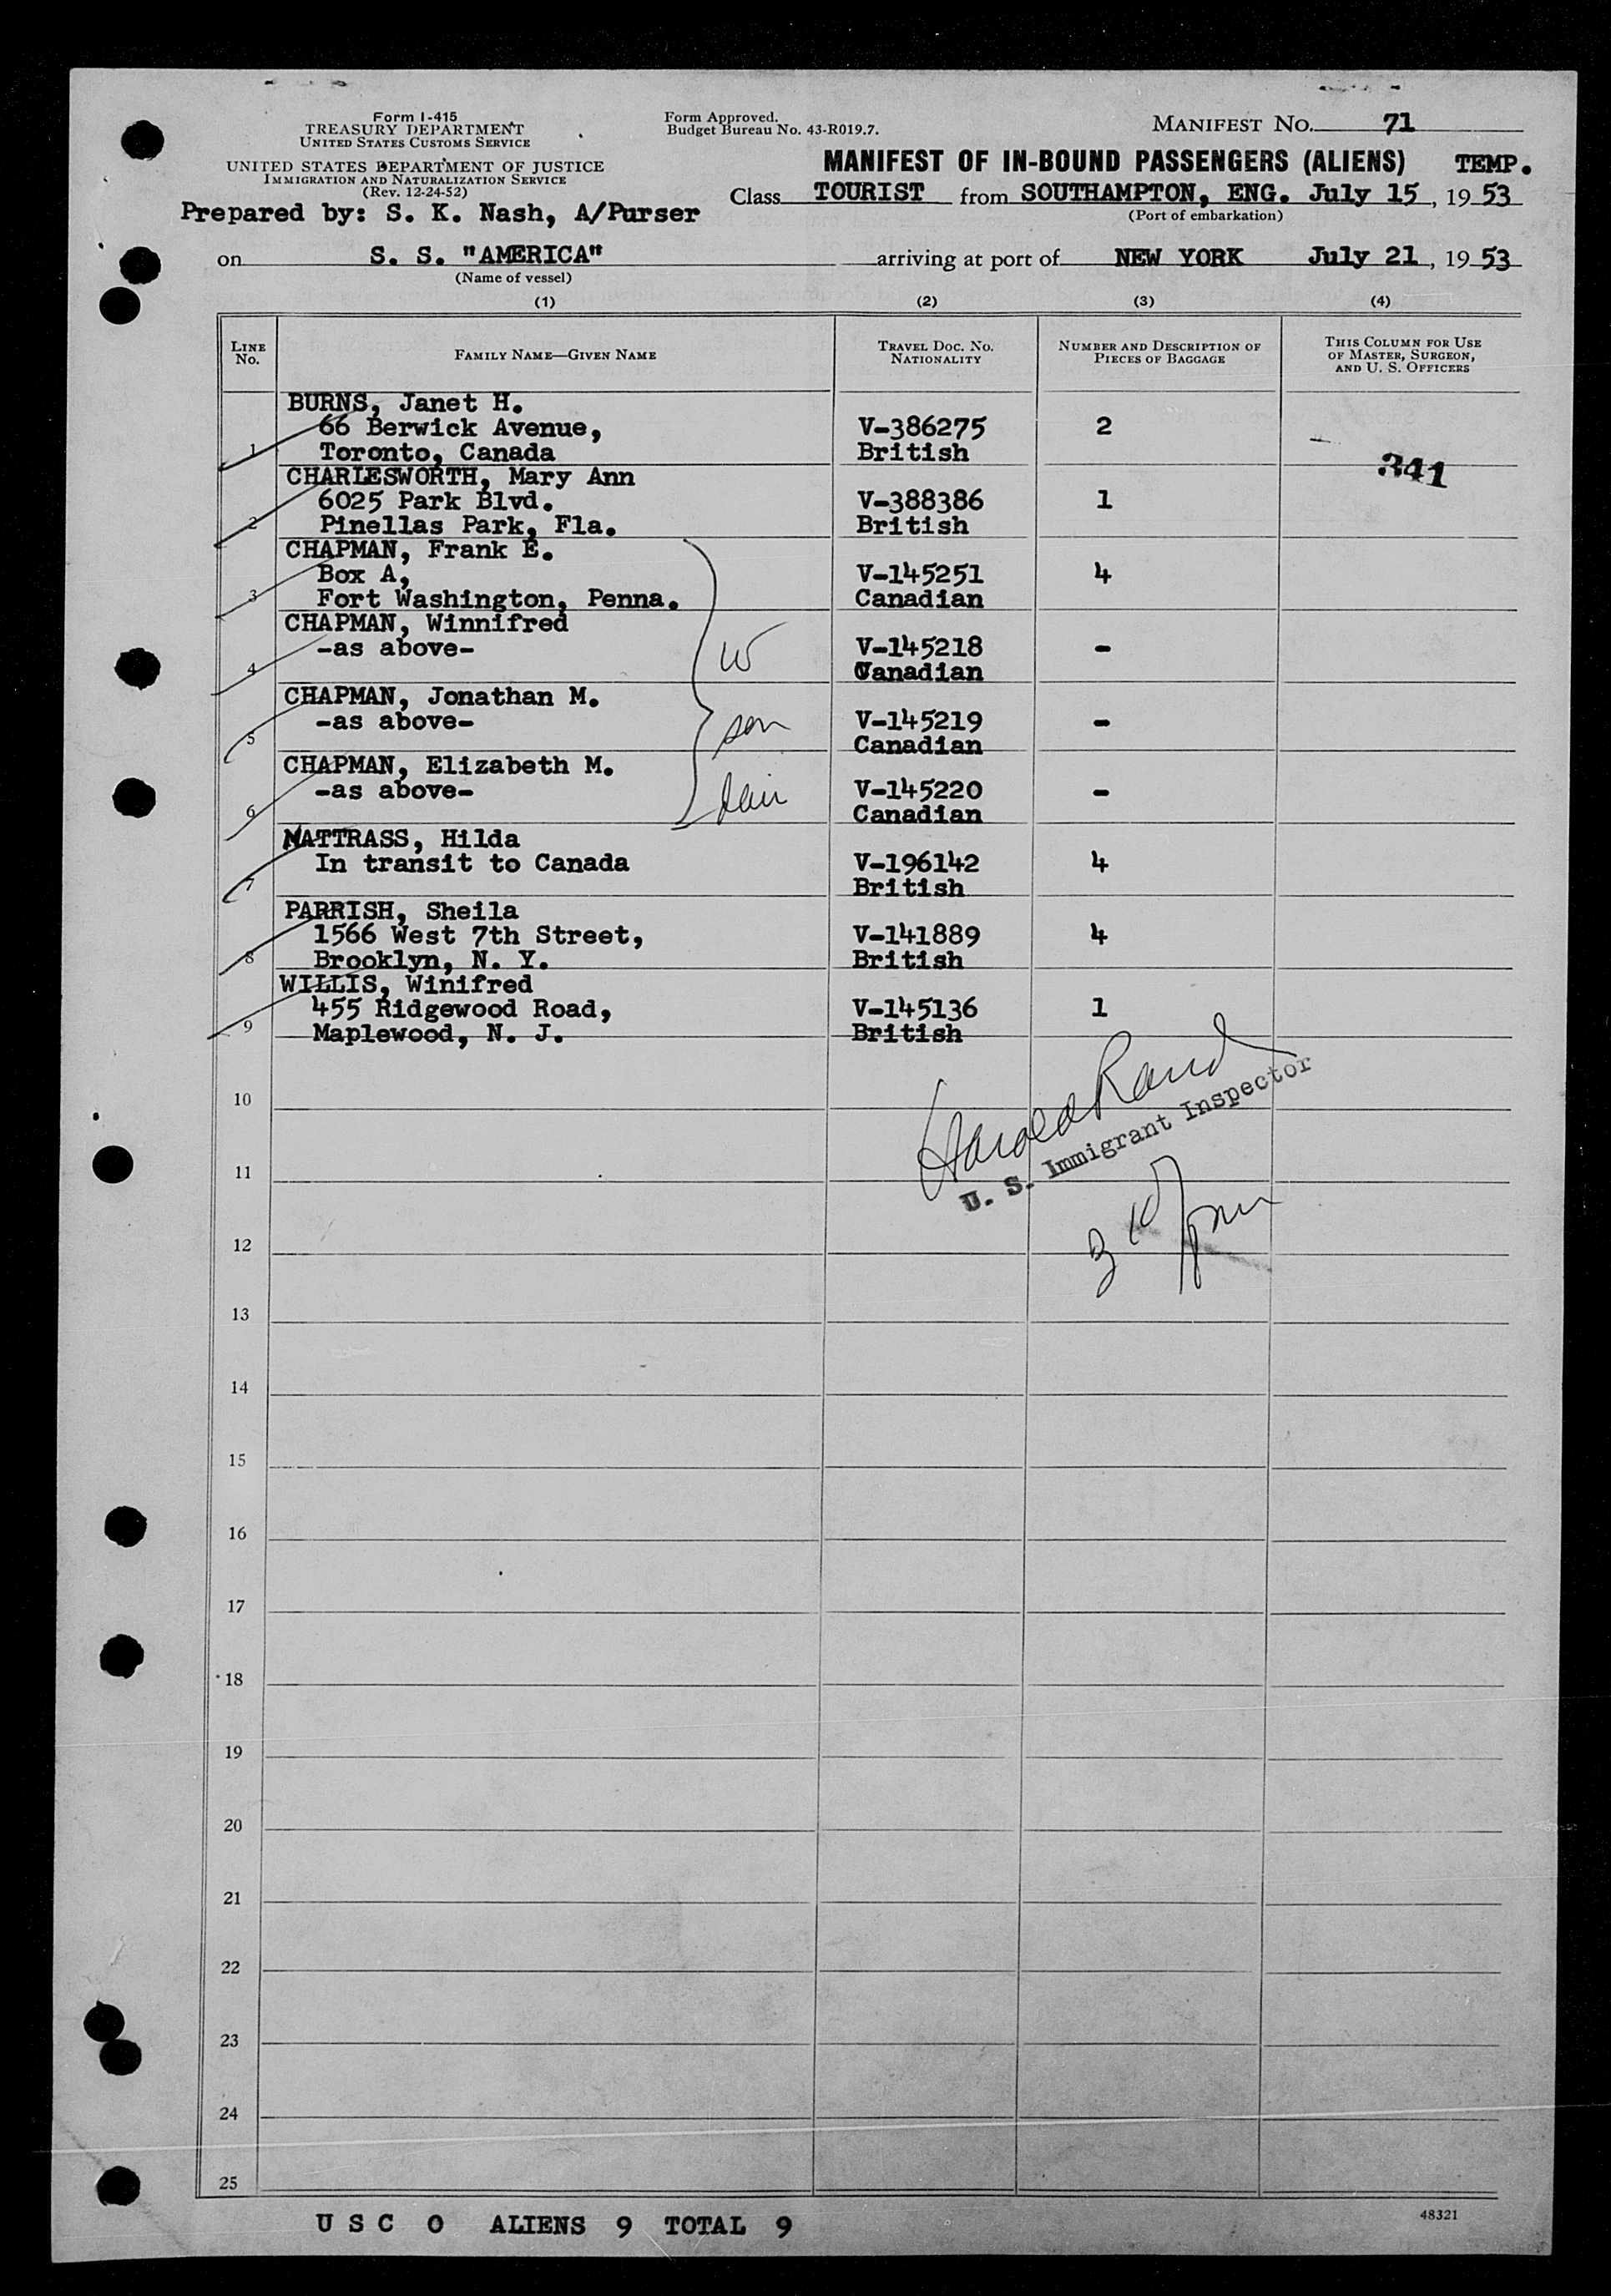 Form I-415
TREASURY DEPARTMENT
UNITED STATES CUSTOMS SERVICE
UNITED STATES DEPARTMENT OF JUSTICE
IMMIGRATION AND NATURALIZATION SERVICE
(Rev. 12-24-52)
Prepared by: S. K. Nash, A/Purser
Form Approved.
Budget Bureau No. 43-R019.7.
MANIFEST NO. 71
MANIFEST OF IN-BOUND PASSENGERS (ALIENS) TEMP.
Class TOURIST from SOUTHAMPTON, ENG. July 15, 1953
(Port of embarkation)
on S. S. "AMERICA" arriving at port of NEW YORK July 21, 1953
(Name of vessel)
(1) (2) (3) (4)
LINE NO. FAMILY NAME—GIVEN NAME TRAVEL DOC. NO. NATIONALITY NUMBER AND DESCRIPTION OF PIECES OF BAGGAGE THIS COLUMN FOR USE OF MASTER, SURGEON, AND U. S. OFFICERS
BURNS, Janet H.
66 Berwick Avenue, V-386275 2
1 Toronto, Canada British
341
CHARLESWORTH, Mary Ann
6025 Park Blvd. V-388386 1
2 Pinellas Park, Fla. British
CHAPMAN, Frank E.
Box A, V-145251 4
3 Fort Washington, Penna. Canadian
CHAPMAN, Winnifred
-as above- W V-145218 -
4 Canadian
CHAPMAN, Jonathan M.
-as above- son V-145219 -
5 Canadian
CHAPMAN, Elizabeth M.
-as above- V-145220 -
6 Canadian
NATTRASS, Hilda
In transit to Canada V-196142 4
7 British
PARRISH, Sheila
1566 West 7th Street, V-141889 4
8 Brooklyn, N. Y. British
WILLIS, Winifred
455 Ridgewood Road, V-145136 1
9 Maplewood, N. J. British
Harold Rand
U. S. Immigrant Inspector
3 10/pm
10
11
12
13
14
15
16
17
18
19
20
21
22
23
24
25
U S C 0 ALIENS 9 TOTAL 9
48321